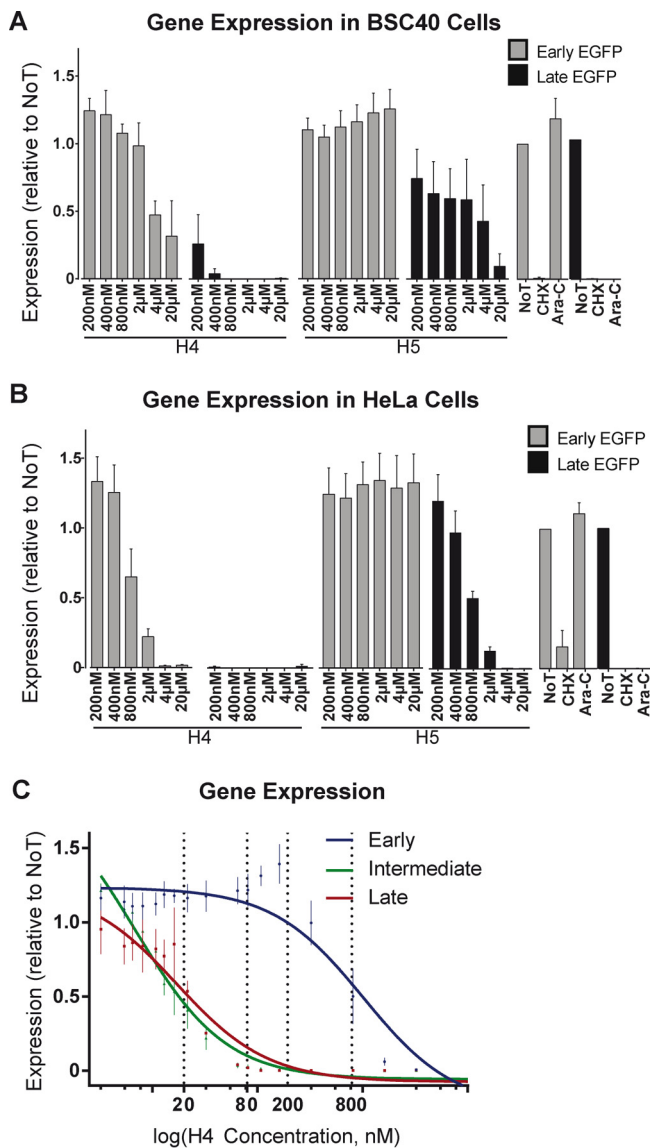 A Gene Expression in BSC40 Cells
Early EGFP
Late EGFP
Expression (relative to NoT)
1.5
1.0
0.5
0
200nM 400nM 800nM 2µM 4µM 20µM 200nM 400nM 800nM 2µM 4µM 20µM 200nM 400nM 800nM 2µM 4µM 20µM 200nM 400nM 800nM 2µM 4µM 20µM NoT CHX Ara-C NoT CHX Ara-C
H4 H5
B Gene Expression in HeLa Cells
Early EGFP
Late EGFP
Expression (relative to NoT)
1.5
1.0
0.5
0
200nM 400nM 800nM 2µM 4µM 20µM 200nM 400nM 800nM 2µM 4µM 20µM 200nM 400nM 800nM 2µM 4µM 20µM 200nM 400nM 800nM 2µM 4µM 20µM NoT CHX Ara-C NoT CHX Ara-C
H4 H5
C Gene Expression
Early
Intermediate
Late
Expression (relative to NoT)
1.5
1.0
0.5
0
20 80 200 800
log(H4 Concentration, nM)